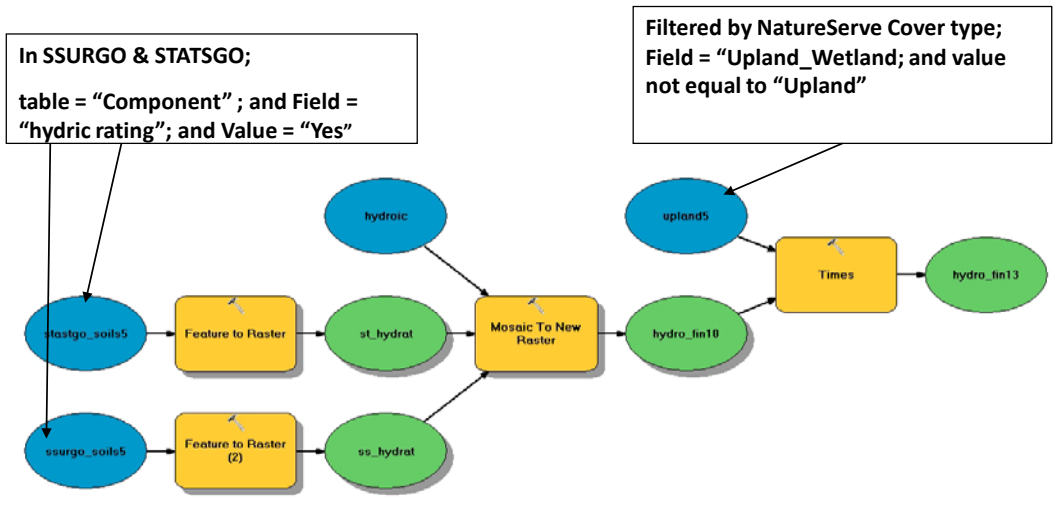 In SSURGO & STATSGO;
table = “Component” ; and Field =
“hydric rating”; and Value = “Yes”
Filtered by NatureServe Cover type;
Field = “Upland_Wetland; and value
not equal to “Upland”
hydroic
upland5
Times
hydro_fin13
stastgo_soils5
Feature to Raster
st_hydrat
Mosaic To New
Raster
hydro_fin10
ssurgo_soils5
Feature to Raster
(2)
ss_hydrat